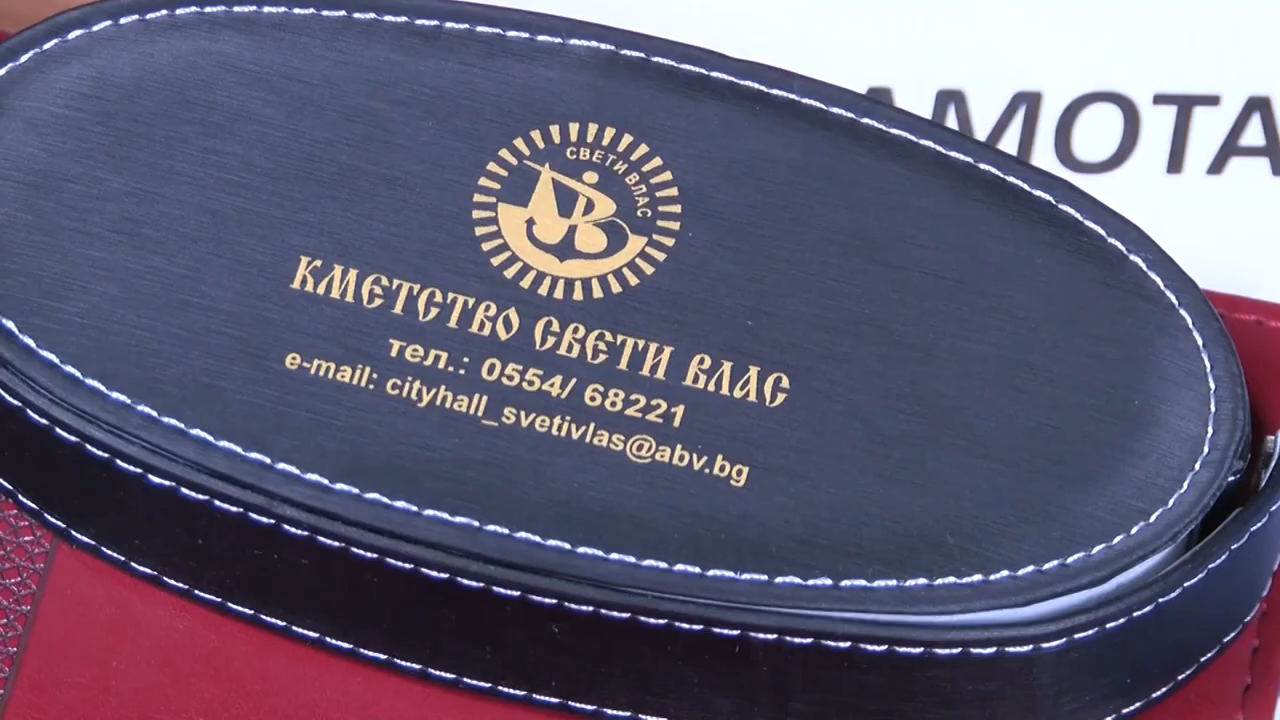 АМОТА
СВЕТИ ВЛАС
КМЕТСТВО СВЕТИ ВЛАС
тел.: 0554/ 68221
e-mail: cityhall_svetivlas@abv.bg